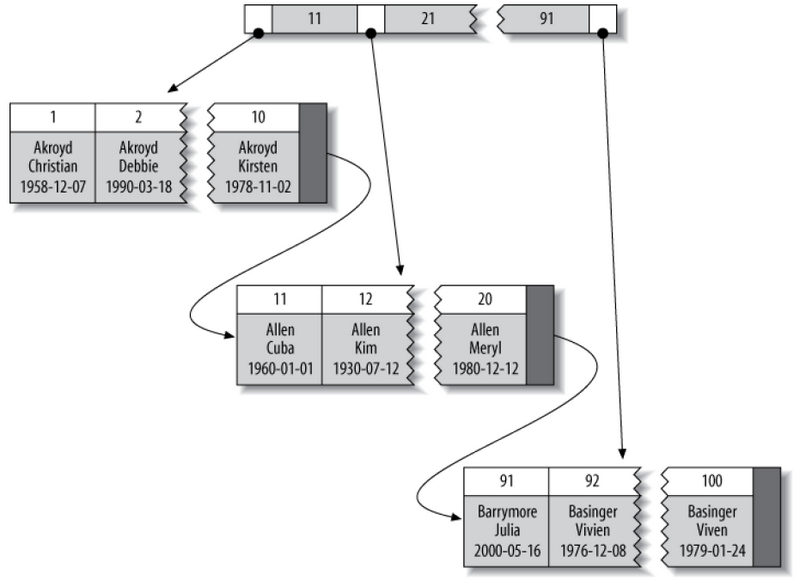 11 21 91
1 2 10
Akroyd Akroyd Akroyd
Christian Debbie Kirsten
1958-12-07 1990-03-18 1978-11-02
11 12 20
Allen Allen Allen
Cuba Kim Meryl
1960-01-01 1930-07-12 1980-12-12
91 92 100
Barrymore Basinger Basinger
Julia Vivien Viven
2000-05-16 1976-12-08 1979-01-24